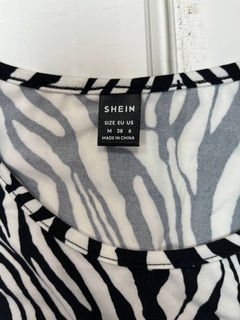 SHEIN
SIZE EU US
M 38 6
MADE IN CHINA